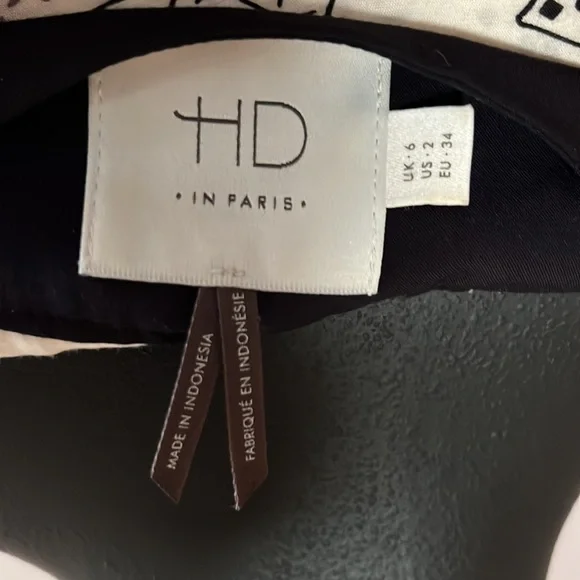 HD
• IN PARIS •
UK • 6
US • 2
EU • 34
MADE IN INDONESIA
FABRIQUÉ EN INDONÉSIE